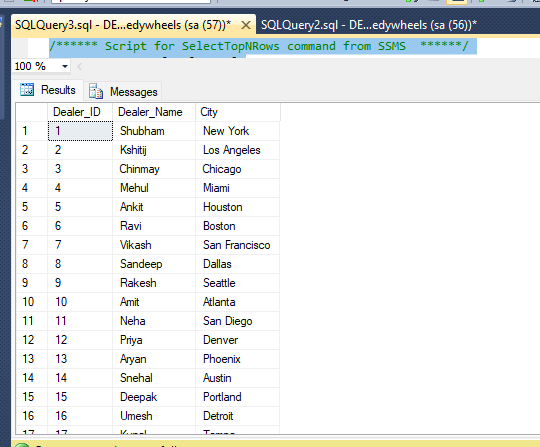 SQLQuery3.sql - DE...edywheels (sa (57))* SQLQuery2.sql - DE...edywheels (sa (56))*
/****** Script for SelectTopNRows command from SSMS ******/
100 %
Results Messages
Dealer_ID Dealer_Name City
1 1 Shubham New York
2 2 Kshitij Los Angeles
3 3 Chinmay Chicago
4 4 Mehul Miami
5 5 Ankit Houston
6 6 Ravi Boston
7 7 Vikash San Francisco
8 8 Sandeep Dallas
9 9 Rakesh Seattle
10 10 Amit Atlanta
11 11 Neha San Diego
12 12 Priya Denver
13 13 Aryan Phoenix
14 14 Snehal Austin
15 15 Deepak Portland
16 16 Umesh Detroit
17 17